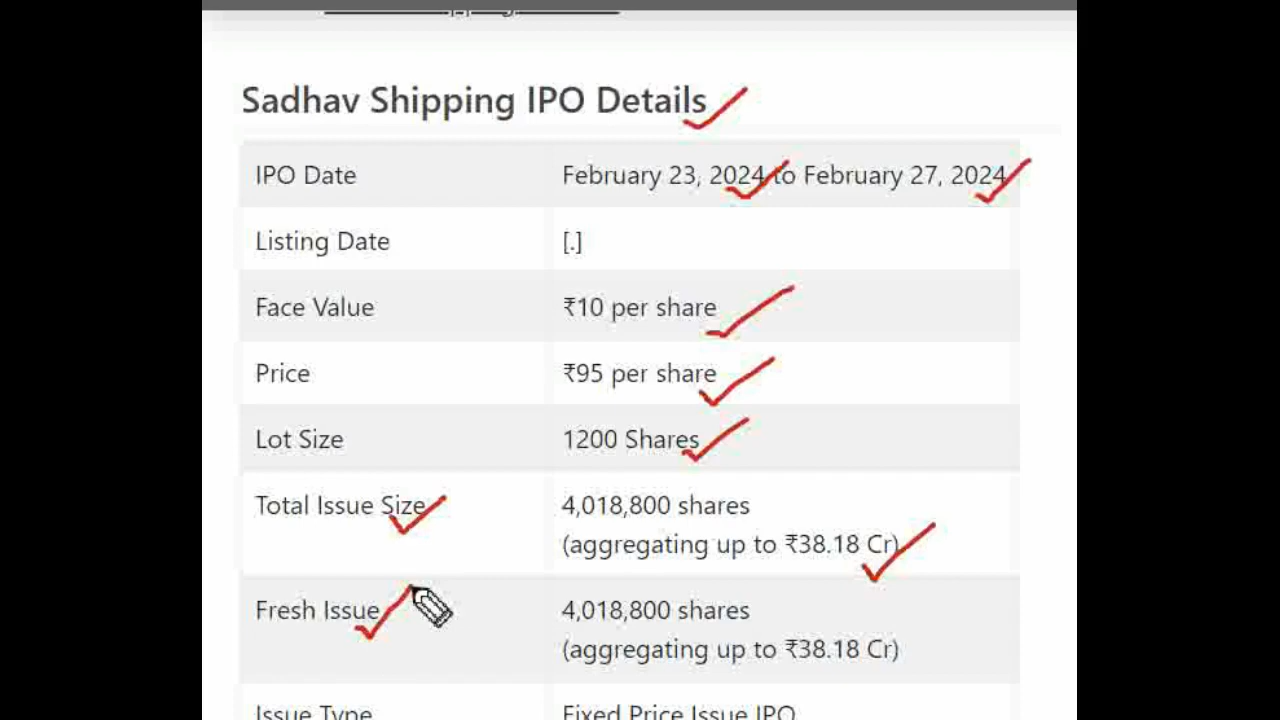 Sadhav Shipping IPO Details
IPO Date February 23, 2024 to February 27, 2024
Listing Date [.]
Face Value ₹10 per share
Price ₹95 per share
Lot Size 1200 Shares
Total Issue Size 4,018,800 shares
(aggregating up to ₹38.18 Cr)
Fresh Issue 4,018,800 shares
(aggregating up to ₹38.18 Cr)
Issue Type Fixed Price Issue IPO